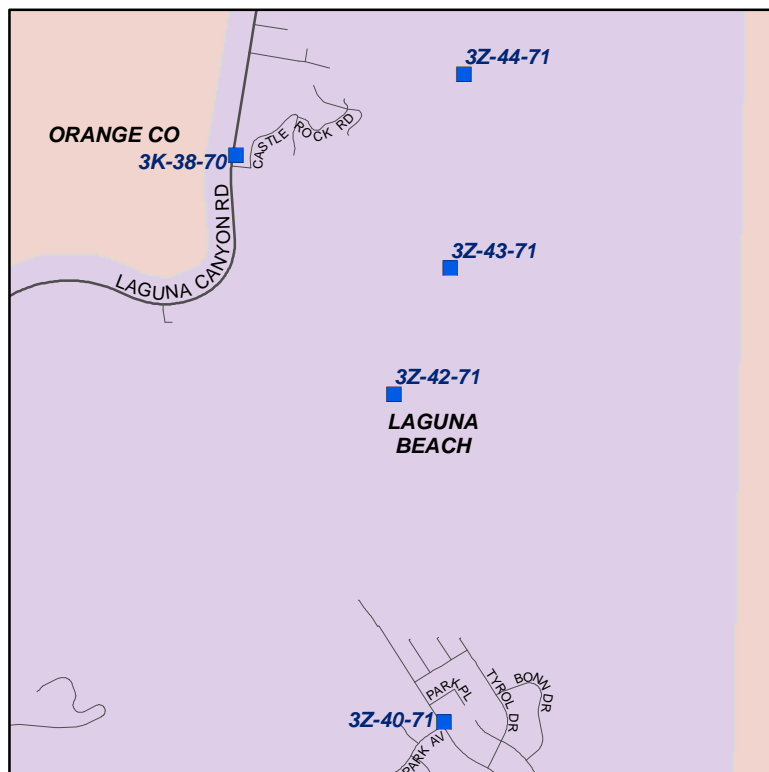 3Z-44-71
ORANGE CO
3K-38-70
CASTLE ROCK RD
LAGUNA CANYON RD
3Z-43-71
3Z-42-71
LAGUNA
BEACH
PARK PL
TYROL DR
BONN DR
3Z-40-71
PARK AV